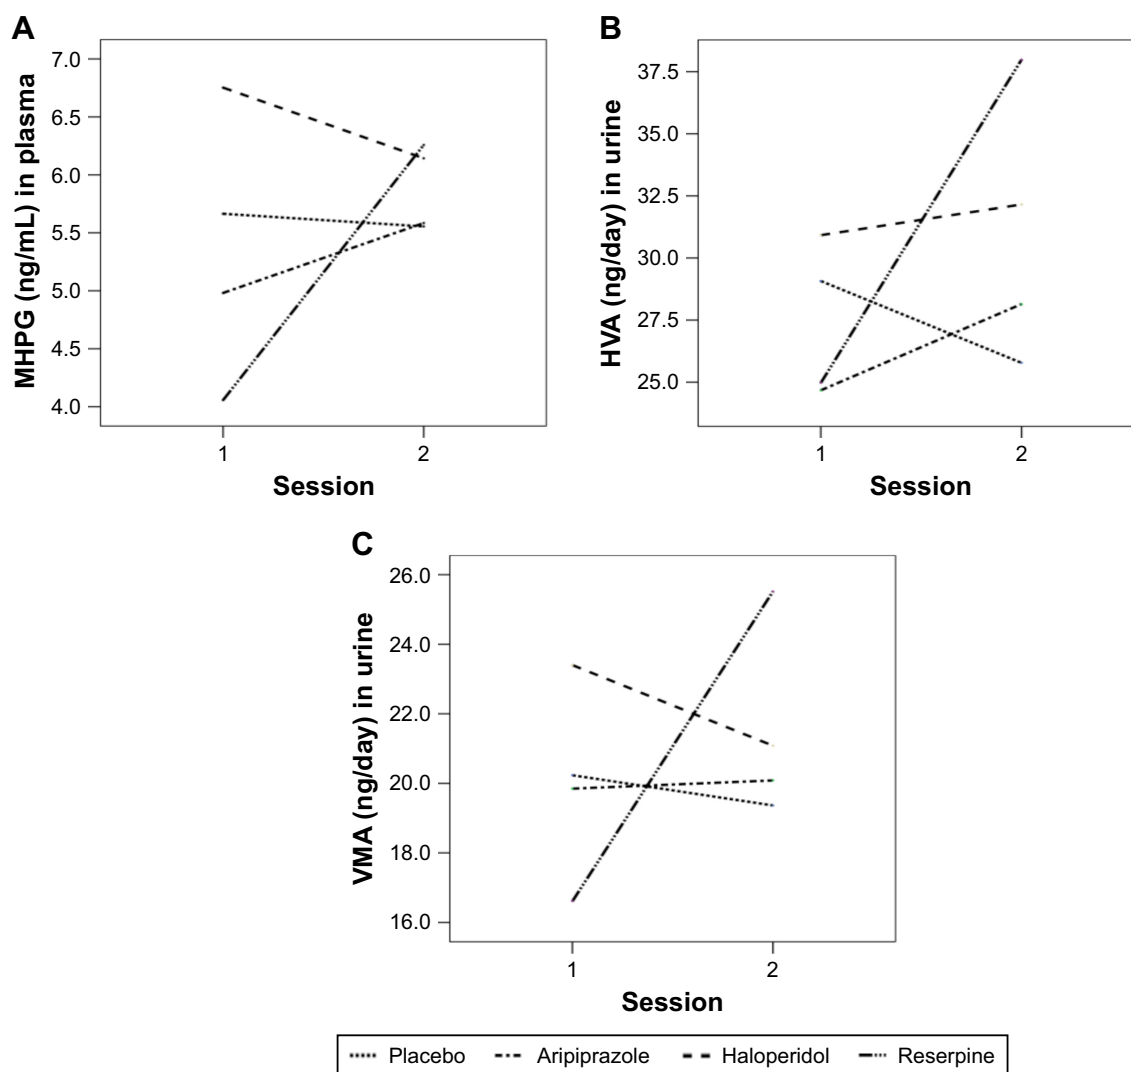 A
MHPG (ng/mL) in plasma
7.0
6.5
6.0
5.5
5.0
4.5
4.0
1 2
Session
B
HVA (ng/day) in urine
37.5
35.0
32.5
30.0
27.5
25.0
1 2
Session
C
VMA (ng/day) in urine
26.0
24.0
22.0
20.0
18.0
16.0
1 2
Session
Placebo Aripiprazole Haloperidol Reserpine